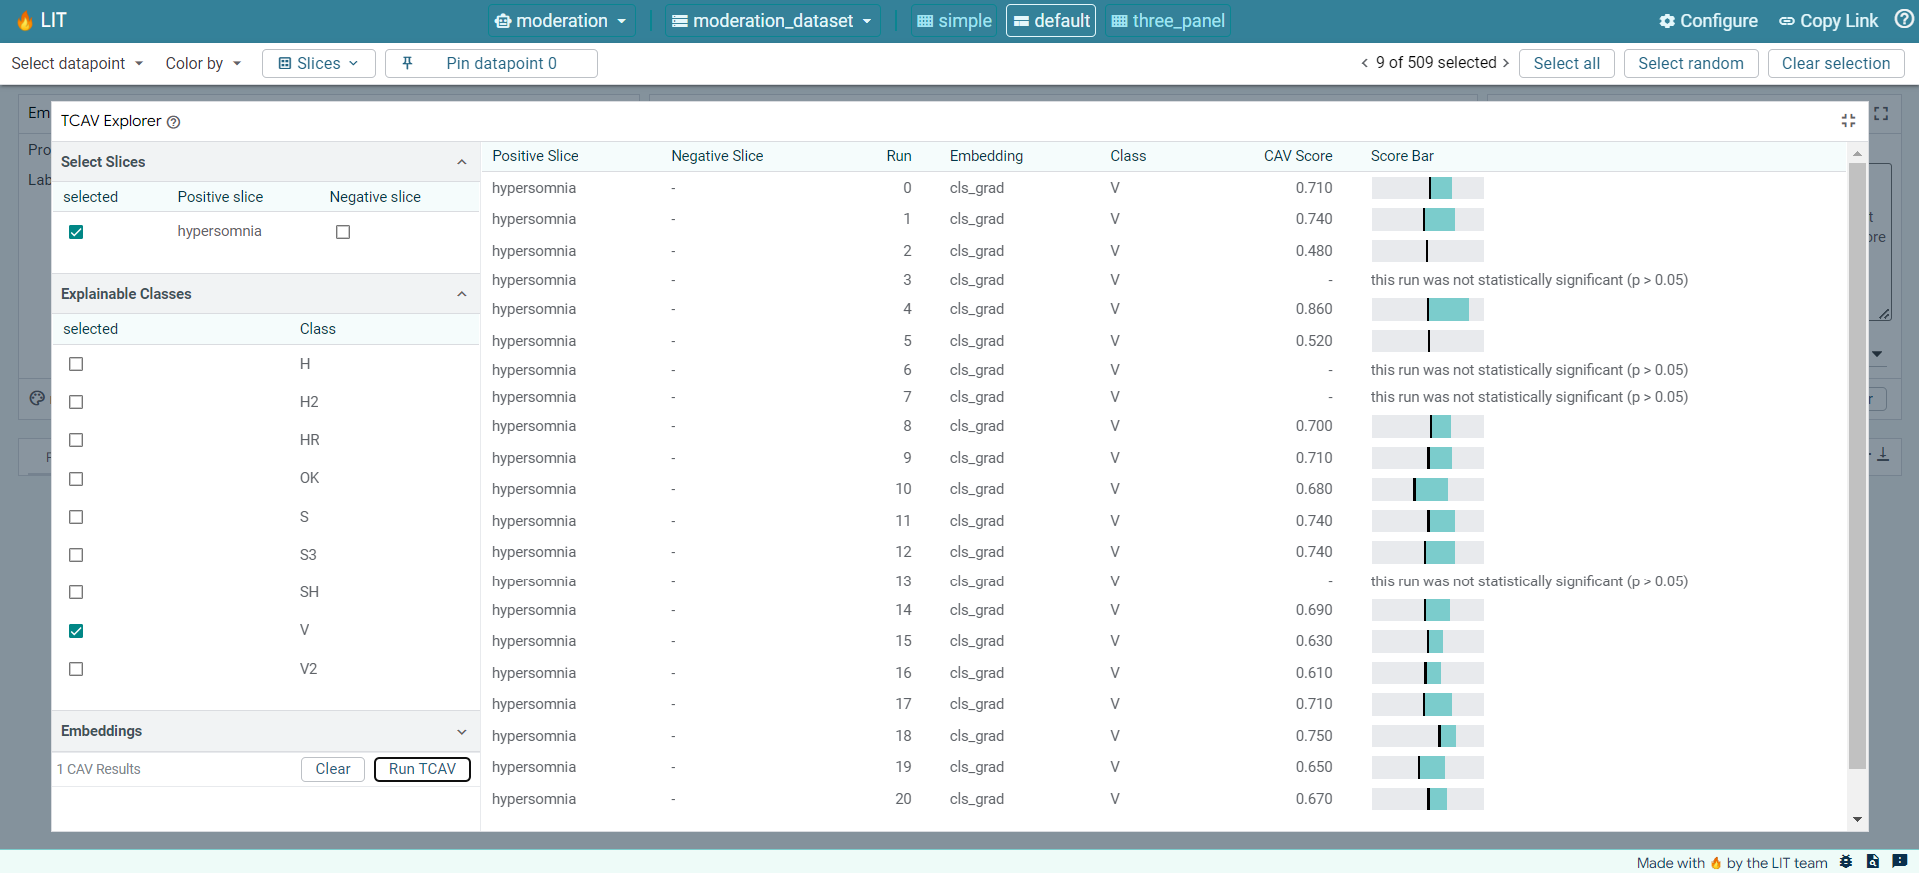 LIT moderation moderation_dataset simple default three_panel Configure Copy Link
Select datapoint Color by Slices Pin datapoint 0 9 of 509 selected Select all Select random Clear selection
TCAV Explorer
Select Slices
selected Positive slice Negative slice
hypersomnia
Explainable Classes
selected Class
H
H2
HR
OK
S
S3
SH
V
V2
Embeddings
1 CAV Results Clear Run TCAV
Positive Slice Negative Slice Run Embedding Class CAV Score Score Bar
hypersomnia - 0 cls_grad V 0.710
hypersomnia - 1 cls_grad V 0.740
hypersomnia - 2 cls_grad V 0.480
hypersomnia - 3 cls_grad V - this run was not statistically significant (p > 0.05)
hypersomnia - 4 cls_grad V 0.860
hypersomnia - 5 cls_grad V 0.520
hypersomnia - 6 cls_grad V - this run was not statistically significant (p > 0.05)
hypersomnia - 7 cls_grad V - this run was not statistically significant (p > 0.05)
hypersomnia - 8 cls_grad V 0.700
hypersomnia - 9 cls_grad V 0.710
hypersomnia - 10 cls_grad V 0.680
hypersomnia - 11 cls_grad V 0.740
hypersomnia - 12 cls_grad V 0.740
hypersomnia - 13 cls_grad V - this run was not statistically significant (p > 0.05)
hypersomnia - 14 cls_grad V 0.690
hypersomnia - 15 cls_grad V 0.630
hypersomnia - 16 cls_grad V 0.610
hypersomnia - 17 cls_grad V 0.710
hypersomnia - 18 cls_grad V 0.750
hypersomnia - 19 cls_grad V 0.650
hypersomnia - 20 cls_grad V 0.670
Made with 🔥 by the LIT team